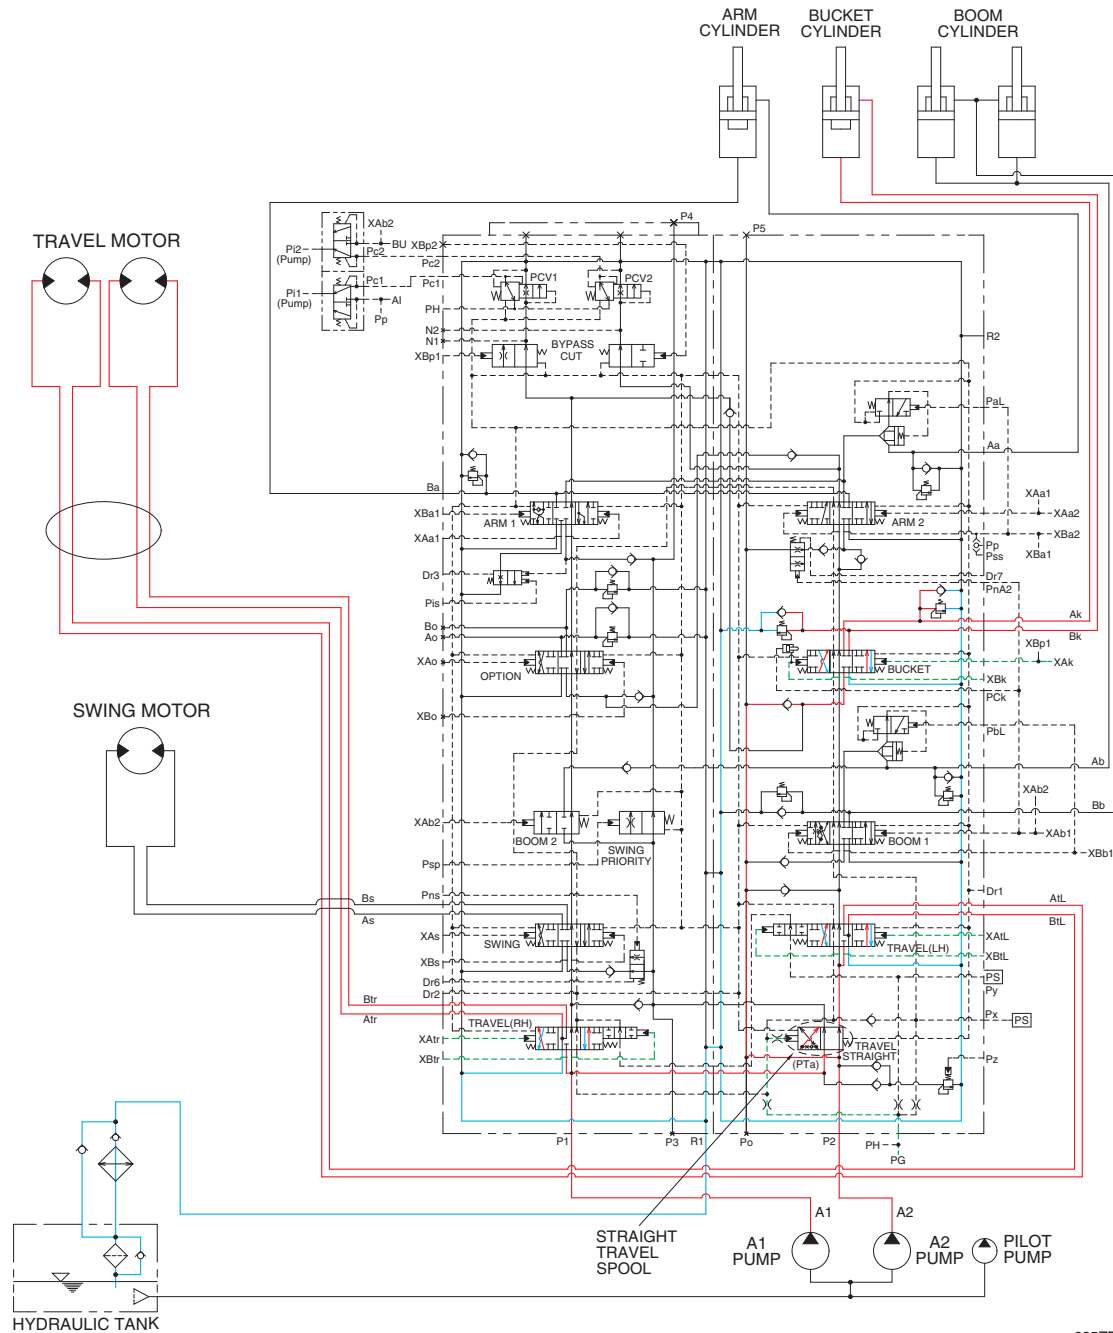 ARM
CYLINDER
BUCKET
CYLINDER
BOOM
CYLINDER
TRAVEL MOTOR
XAb2
BU
XBp2
P4
P5
Pi2
(Pump)
Pc2
Pc2
Pc1
Pc1
Pi1
(Pump)
AI
Pp
PH
PCV1
PCV2
N2
N1
XBp1
BYPASS
CUT
R2
PaL
Aa
Ba
XBa1
ARM 1
XAa1
ARM 2
XAa1
XAa2
XBa2
XBa1
Pp
Pss
Dr3
Pis
Dr7
PnA2
Bo
Ao
Ak
Bk
XBp1
XAo
OPTION
BUCKET
XAk
XBk
PCk
XBo
PbL
SWING MOTOR
Ab
XAb2
Bb
XAb2
BOOM 2
SWING
PRIORITY
BOOM 1
XAb1
XBb1
Psp
Pns
Dr1
Bs
As
AtL
BtL
XAs
SWING
XAtL
TRAVEL(LH)
XBs
XBtL
Dr6
Dr2
PS
Py
Btr
Atr
Px
PS
TRAVEL(RH)
XAtr
XBtr
TRAVEL
STRAIGHT
(PTa)
Pz
P1
P3
R1
Po
P2
PH
PG
STRAIGHT
TRAVEL
SPOOL
A1
A2
A1
PUMP
A2
PUMP
PILOT
PUMP
HYDRAULIC TANK